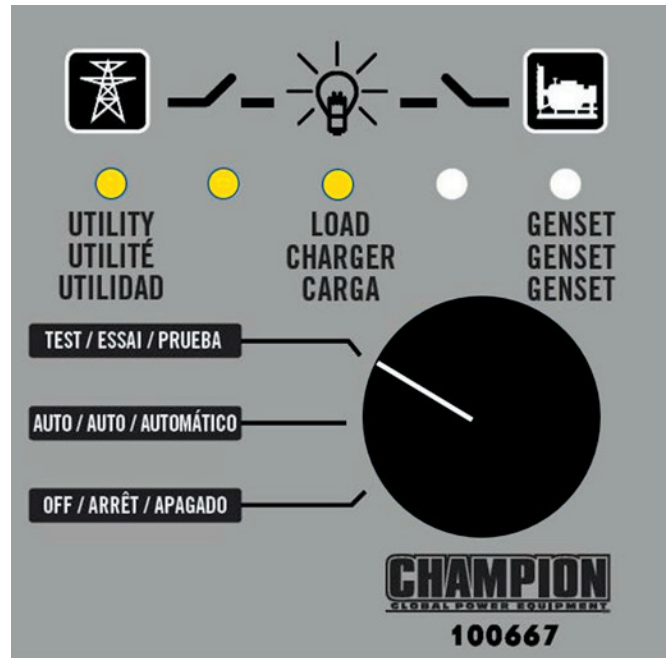 UTILITY
UTILITÉ
UTILIDAD
LOAD
CHARGER
CARGA
GENSET
GENSET
GENSET
TEST / ESSAI / PRUEBA
AUTO / AUTO / AUTOMÁTICO
OFF / ARRÊT / APAGADO
CHAMPION
GLOBAL POWER EQUIPMENT
100667